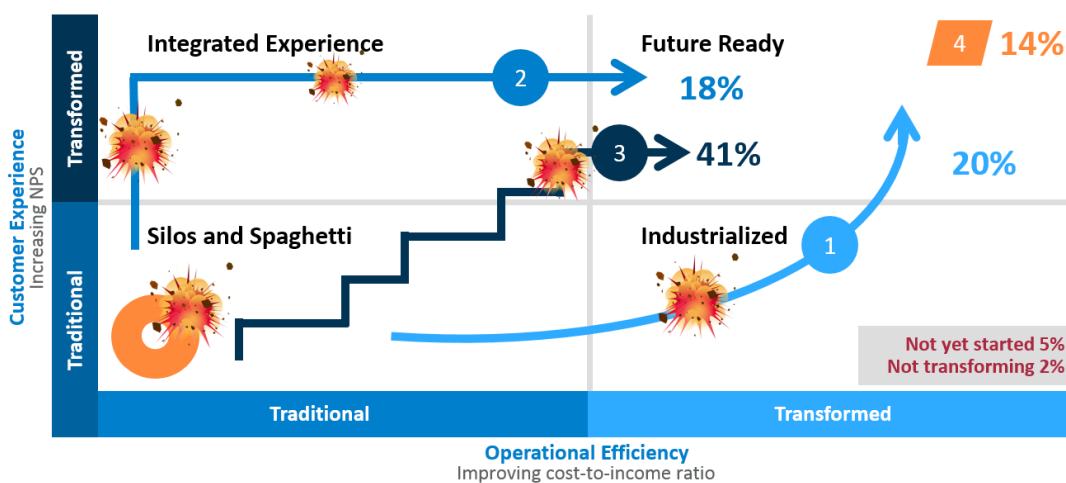 Customer Experience
Increasing NPS
Transformed
Traditional
Integrated Experience
2
Future Ready
18%
4
14%
3
41%
20%
Silos and Spaghetti
Industrialized
1
Not yet started 5%
Not transforming 2%
Traditional
Transformed
Operational Efficiency
Improving cost-to-income ratio